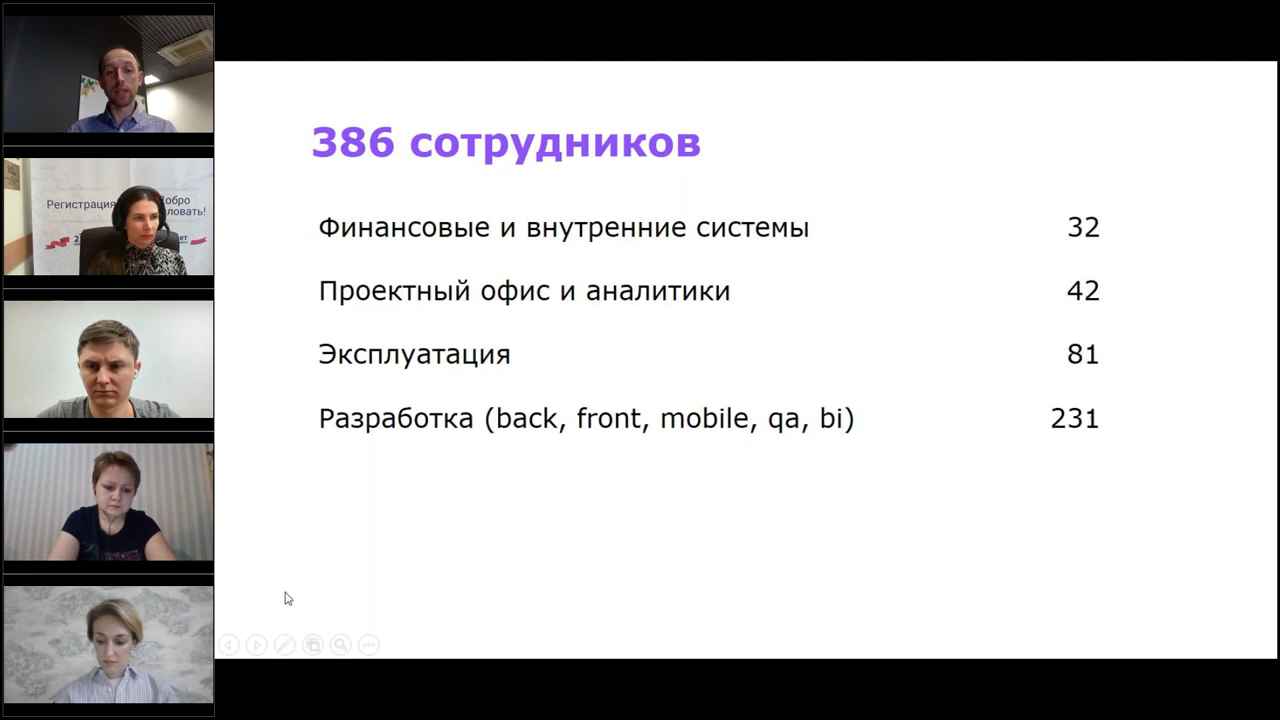 386 сотрудников
Финансовые и внутренние системы 32
Проектный офис и аналитики 42
Эксплуатация 81
Разработка (back, front, mobile, qa, bi) 231
Регистрация